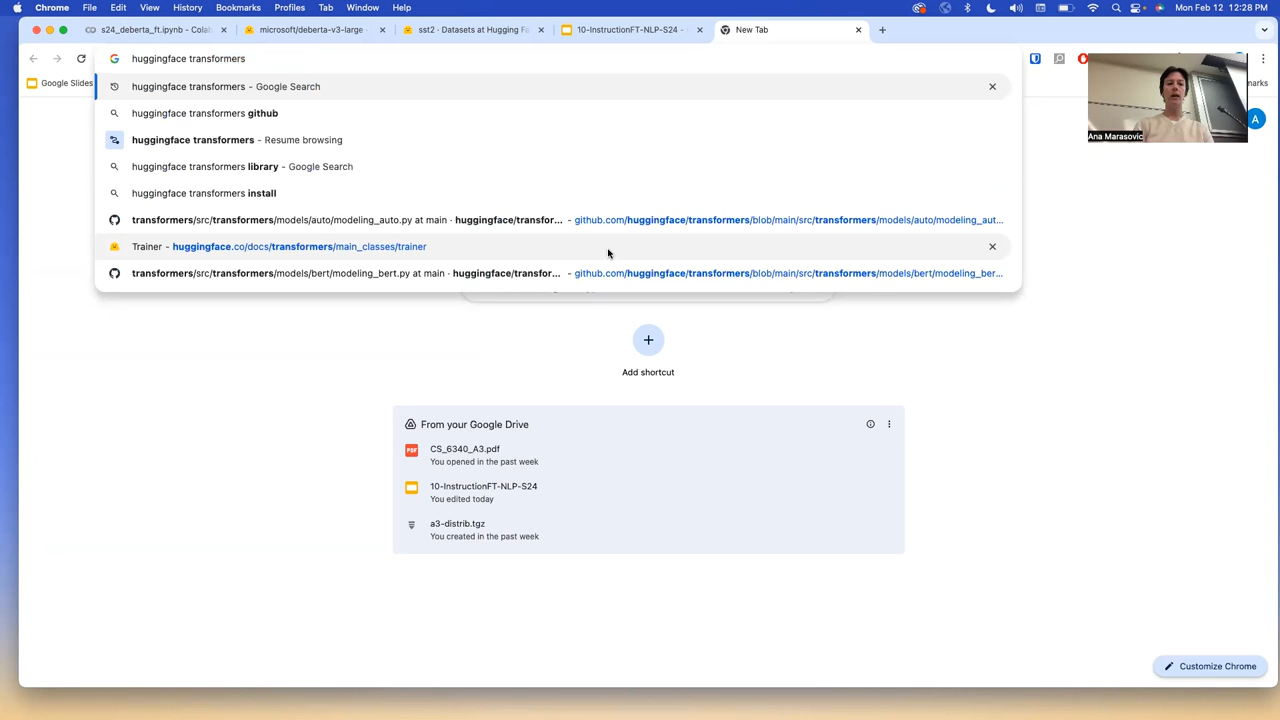 Chrome File Edit View History Bookmarks Profiles Tab Window Help Mon Feb 12 12:28 PM
s24_deberta_ft.ipynb - Colab microsoft/deberta-v3-large · sst2 · Datasets at Hugging Fa 10-InstructionFT-NLP-S24 - New Tab
huggingface transformers
Google Slides
huggingface transformers - Google Search
huggingface transformers github
huggingface transformers - Resume browsing
huggingface transformers library - Google Search
huggingface transformers install
transformers/src/transformers/models/auto/modeling_auto.py at main · huggingface/transfor... - github.com/huggingface/transformers/blob/main/src/transformers/models/auto/modeling_aut...
Trainer - huggingface.co/docs/transformers/main_classes/trainer
transformers/src/transformers/models/bert/modeling_bert.py at main · huggingface/transfor... - github.com/huggingface/transformers/blob/main/src/transformers/models/bert/modeling_ber...
Ana Marasovic
A
Add shortcut
From your Google Drive
PDF
CS_6340_A3.pdf
You opened in the past week
10-InstructionFT-NLP-S24
You edited today
a3-distrib.tgz
You created in the past week
Customize Chrome